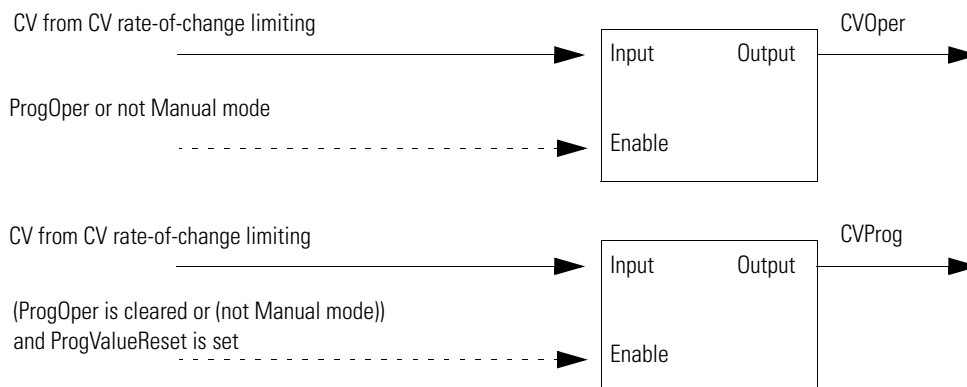 CV from CV rate-of-change limiting
CVOper
Input Output
ProgOper or not Manual mode
Enable
CV from CV rate-of-change limiting
CVProg
Input Output
(ProgOper is cleared or (not Manual mode))
and ProgValueReset is set
Enable